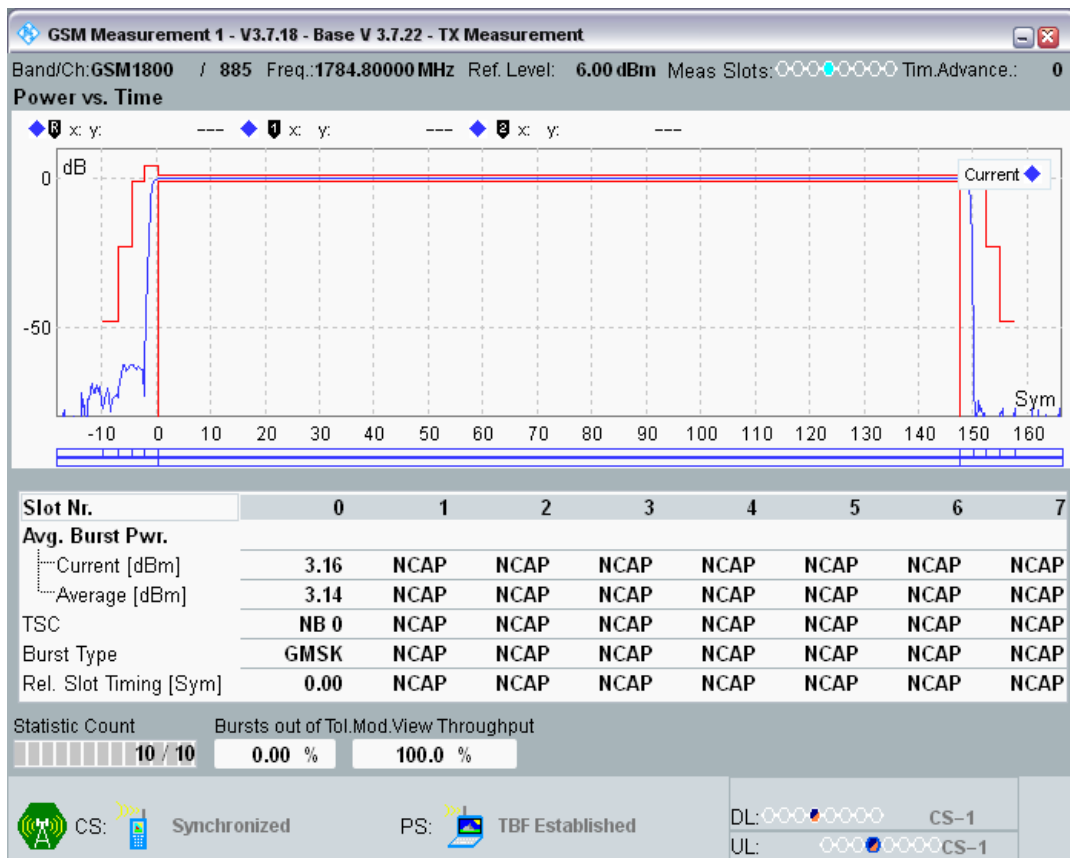 GSM Measurement 1 - V3.7.18 - Base V 3.7.22 - TX Measurement
Band/Ch:GSM1800 / 885 Freq.:1784.80000 MHz Ref. Level: 6.00 dBm Meas Slots: Tim.Advance.: 0
Power vs. Time
R x: y: --- 1 x: y: --- 2 x: y: ---
dB
Current
0
-50
Sym
-10 0 10 20 30 40 50 60 70 80 90 100 110 120 130 140 150 160
Slot Nr. 0 1 2 3 4 5 6 7
Avg. Burst Pwr.
Current [dBm] 3.16 NCAP NCAP NCAP NCAP NCAP NCAP NCAP
Average [dBm] 3.14 NCAP NCAP NCAP NCAP NCAP NCAP NCAP
TSC NB 0 NCAP NCAP NCAP NCAP NCAP NCAP NCAP
Burst Type GMSK NCAP NCAP NCAP NCAP NCAP NCAP NCAP
Rel. Slot Timing [Sym] 0.00 NCAP NCAP NCAP NCAP NCAP NCAP NCAP
Statistic Count Bursts out of Tol.Mod.View Throughput
10 / 10 0.00 % 100.0 %
CS: Synchronized PS: TBF Established
DL: CS-1
UL: CS-1